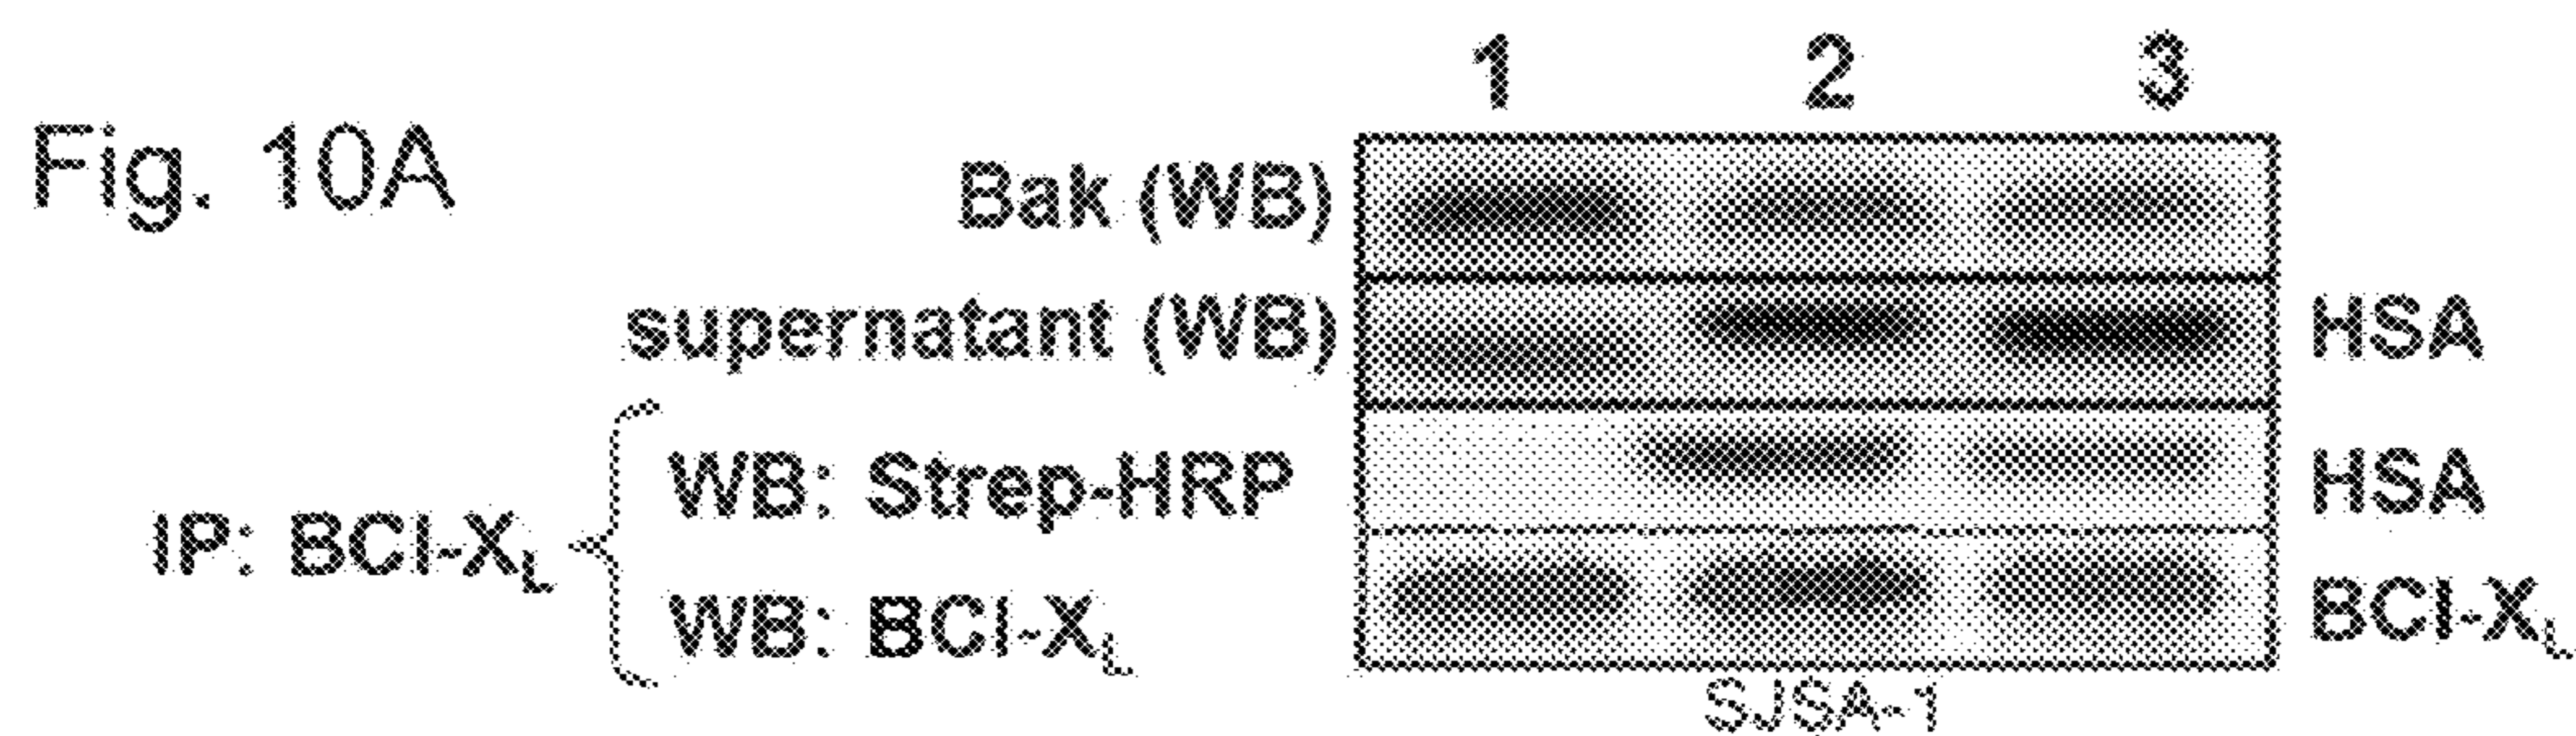 1 2 3
Fig. 10A
Bak (WB)
supernatant (WB) HSA
WB: Strep-HRP HSA
IP: BCl-XL
WB: BCl-XL BCl-XL
SJSA-1